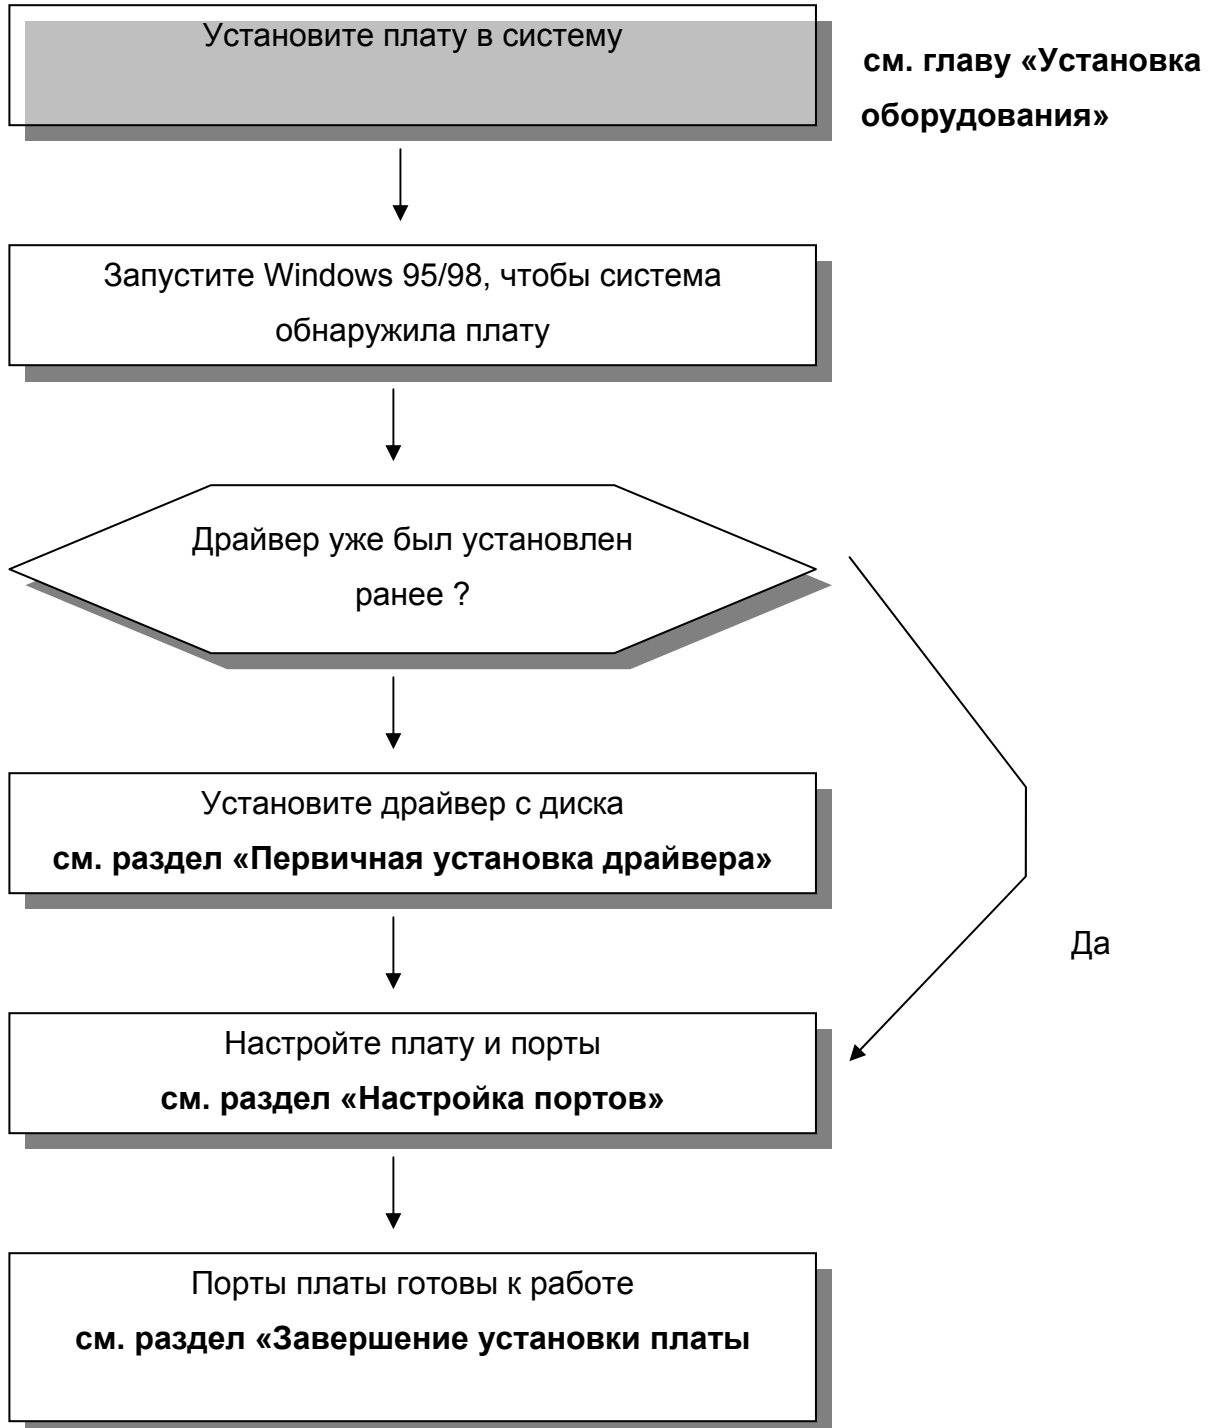 Установите плату в систему
см. главу «Установка
оборудования»
Запустите Windows 95/98, чтобы система
обнаружила плату
Драйвер уже был установлен
ранее ?
Установите драйвер с диска
см. раздел «Первичная установка драйвера»
Да
Настройте плату и порты
см. раздел «Настройка портов»
Порты платы готовы к работе
см. раздел «Завершение установки платы